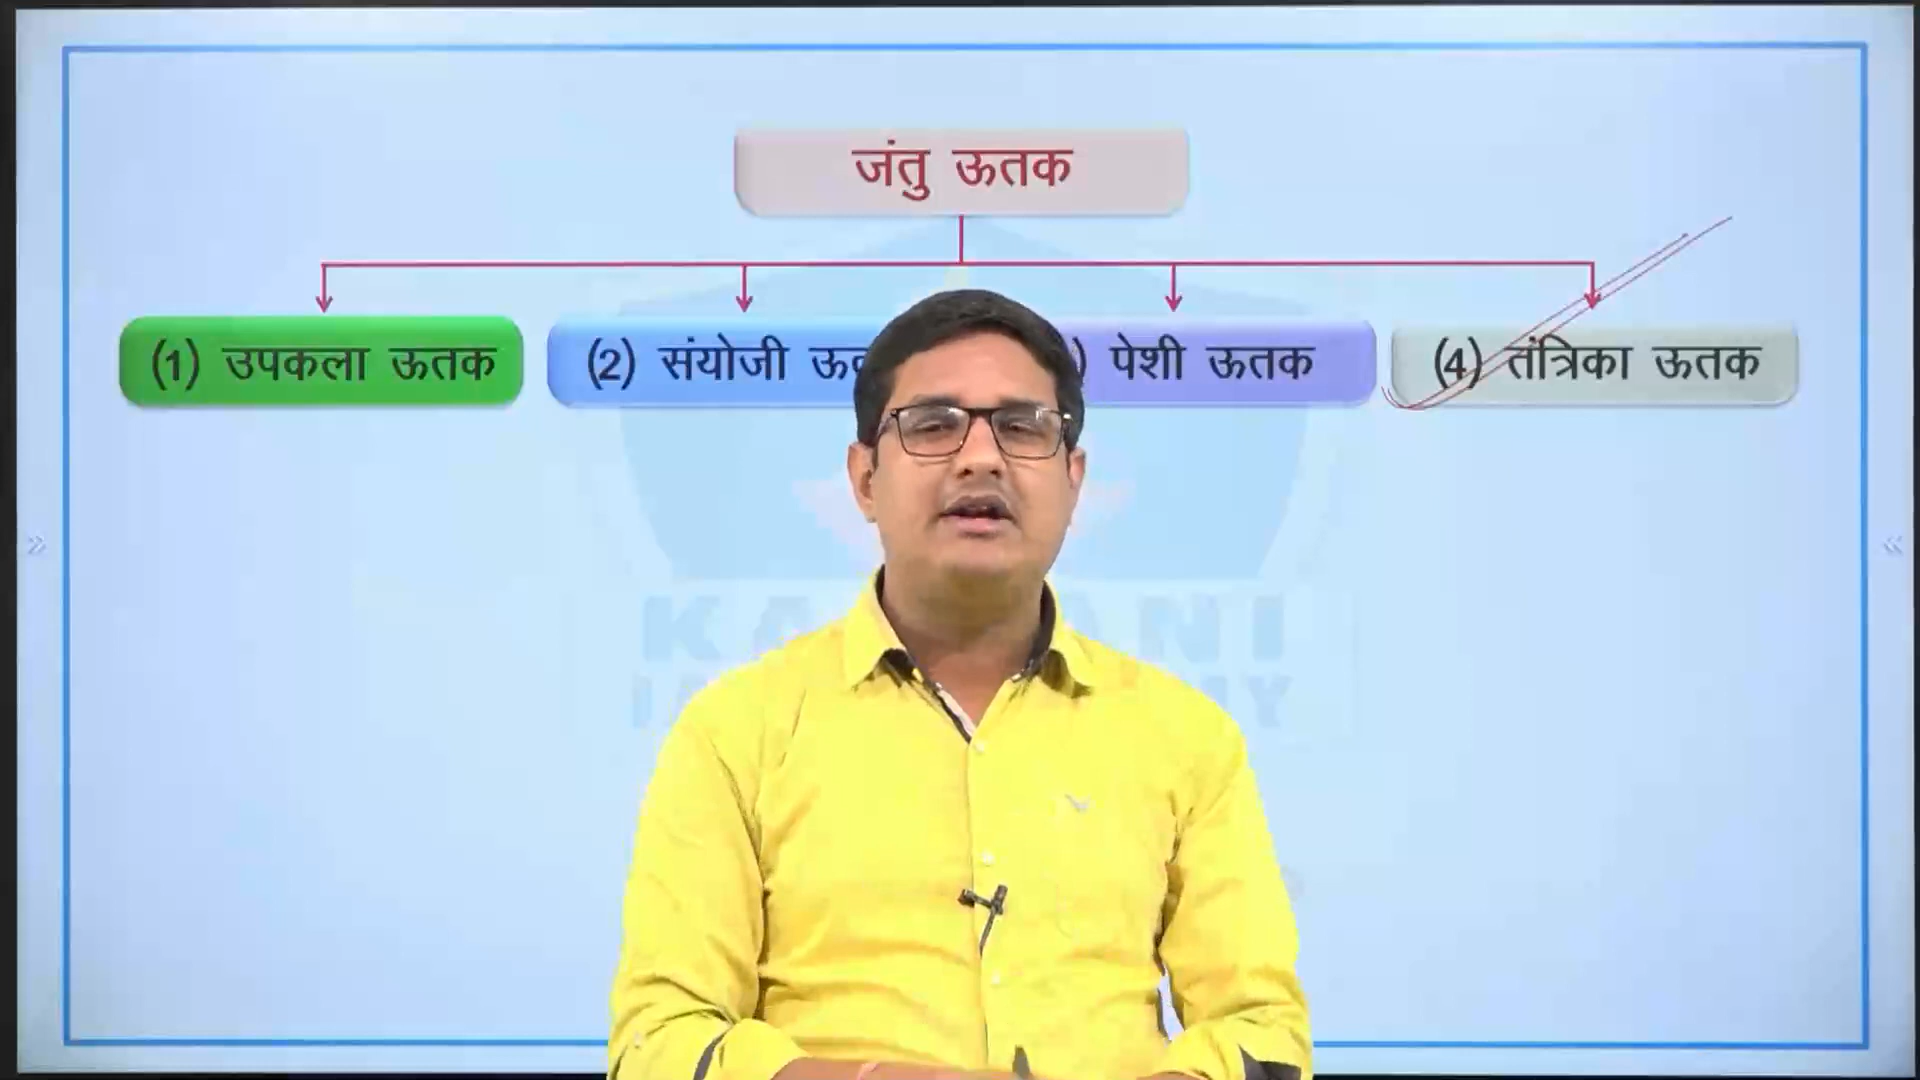 जंतु ऊतक
(1) उपकला ऊतक
(2) संयोजी
पेशी ऊतक
(4) तंत्रिका ऊतक